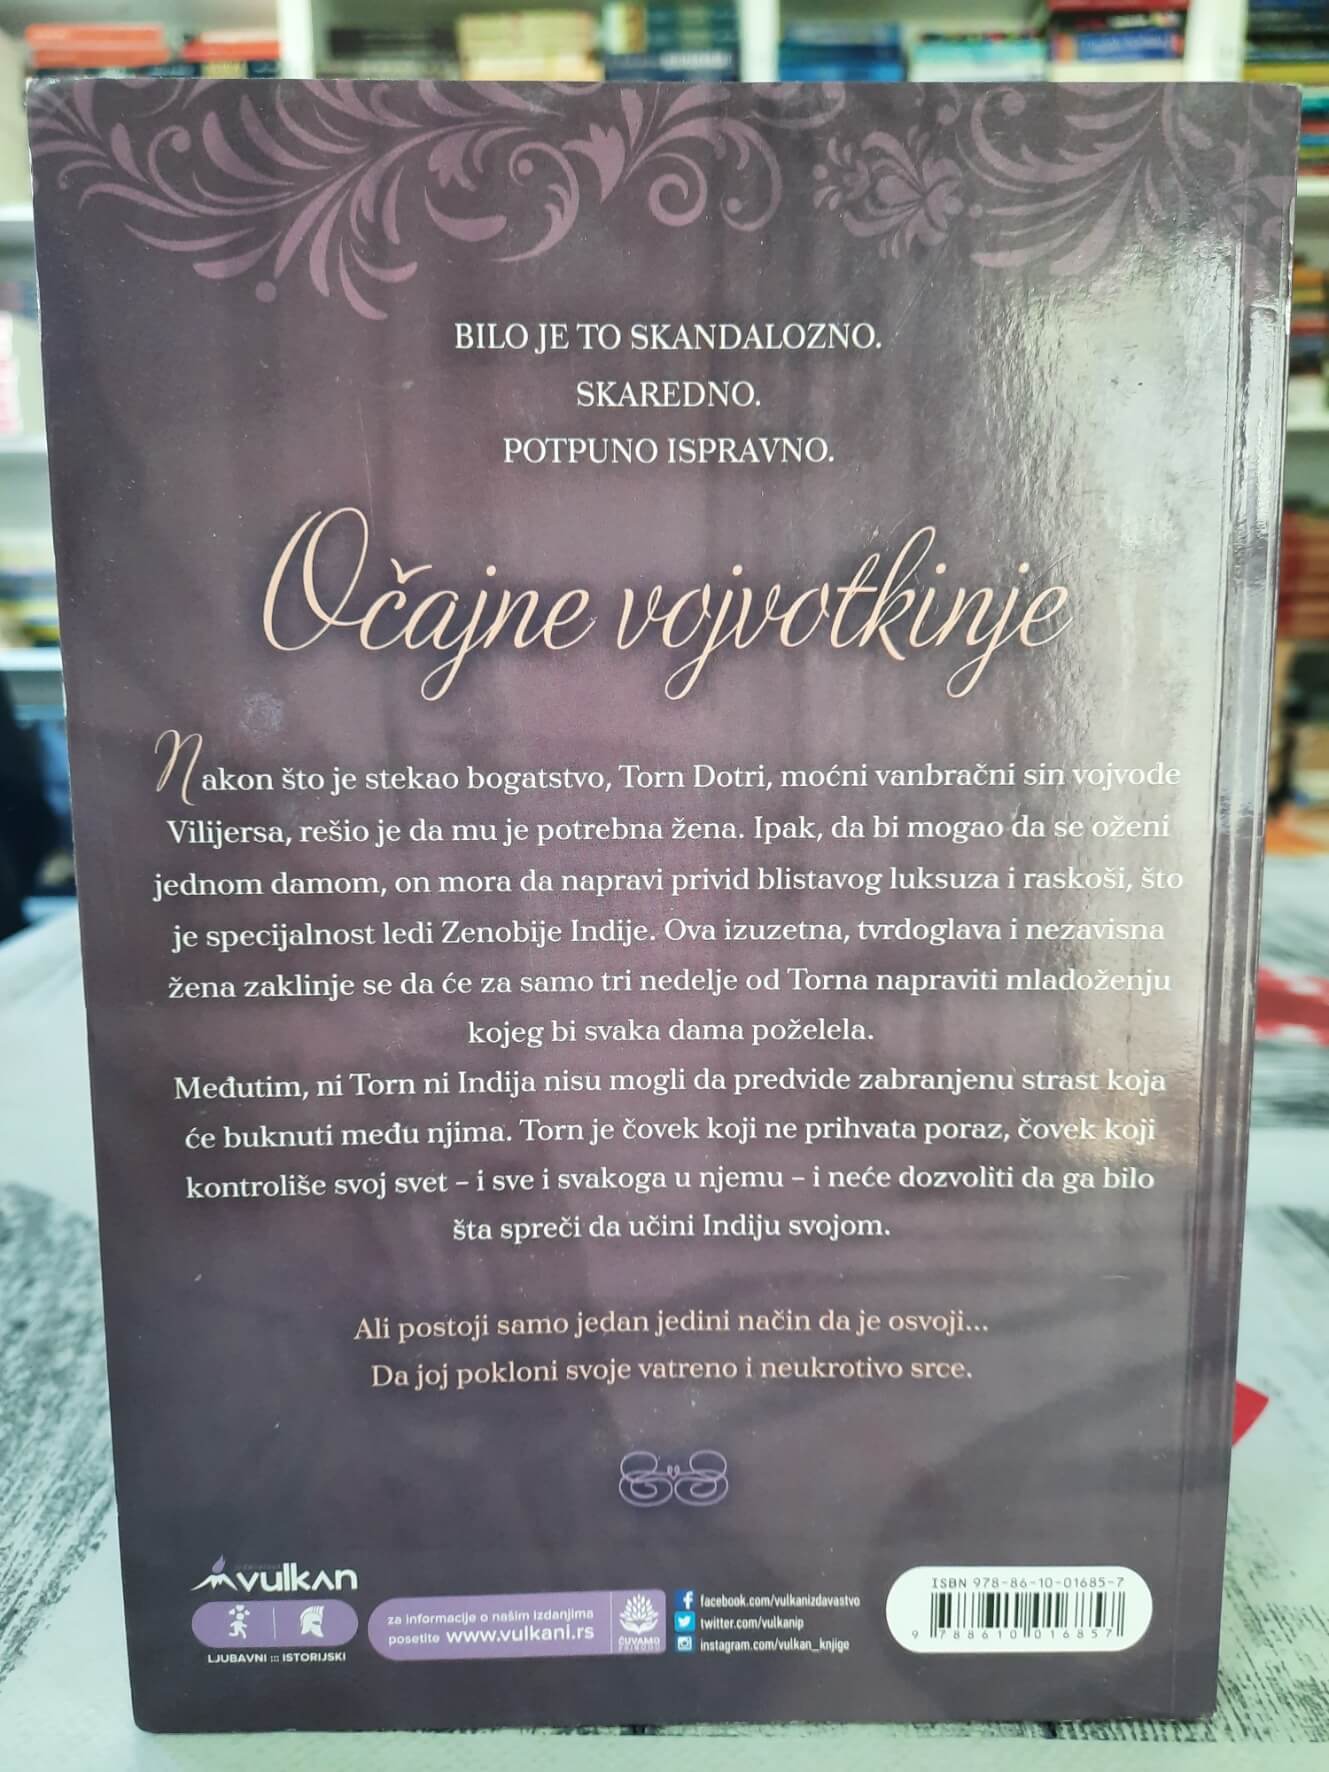 BILO JE TO SKANDALOZNO.
SKAREDNO.
POTPUNO ISPRAVNO.
Očajne vojvotkinje
Nakon što je stekao bogatstvo, Torn Dotri, moćni vanbračni sin vojvode
Vilijersa, rešio je da mu je potrebna žena. Ipak, da bi mogao da se oženi
jednom damom, on mora da napravi privid blistavog luksuza i raskoši, što
je specijalnost ledi Zenobije Indije. Ova izuzetna, tvrdoglava i nezavisna
žena zaklinje se da će za samo tri nedelje od Torna napraviti mladoženju
kojeg bi svaka dama poželela.
Međutim, ni Torn ni Indija nisu mogli da predvide zabranjenu strast koja
će buknuti među njima. Torn je čovek koji ne prihvata poraz, čovek koji
kontroliše svoj svet – i sve i svakoga u njemu – i neće dozvoliti da ga bilo
šta spreči da učini Indiju svojom.
Ali postoji samo jedan jedini način da je osvoji...
Da joj pokloni svoje vatreno i neukrotivo srce.
vulkan
LJUBAVNI ::: ISTORIJSKI
za informacije o našim izdanjima
posetite www.vulkani.rs
ČUVAMO
PRIRODU
facebook.com/vulkanizdavastvo
twitter.com/vulkanip
instagram.com/vulkan_knjige
ISBN 978-86-10-01685-7
9 788610 016857